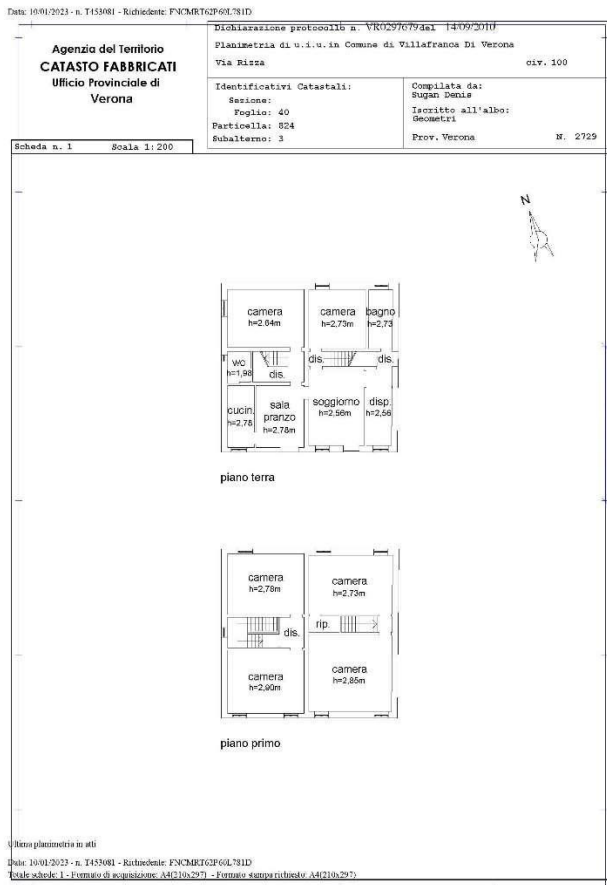 Data: 10/01/2023 - n. T453081 - Richiedente: FNCMRT62P60L781D
Agenzia del Territorio
CATASTO FABBRICATI
Ufficio Provinciale di
Verona
Dichiarazione protocollo n. VR0297679 del 14/09/2010
Planimetria di u.i.u. in Comune di Villafranca Di Verona
Via Rizza civ. 100
Identificativi Catastali:
Sezione:
Foglio: 40
Particella: 824
Subalterno: 3
Compilata da:
Sugan Denis
Iscritto all'albo:
Geometri
Prov. Verona N. 2729
Scheda n. 1 Scala 1:200
N
camera camera bagno
h=2.64m h=2,73m h=2,73
wc dis. dis.
h=1,98 dis.
cucin. sala pranzo soggiorno disp.
h=2,78 h=2.78m h=2,56m h=2,56
piano terra
camera camera
h=2,78m h=2,73m
dis. rip.
camera camera
h=2,90m h=2,85m
piano primo
Ultima planimetria in atti
Data: 10/01/2023 - n. T453081 - Richiedente: FNCMRT62P60L781D
Totale schede: 1 - Formato di acquisizione: A4(210x297) - Formato stampa richiesto: A4(210x297)